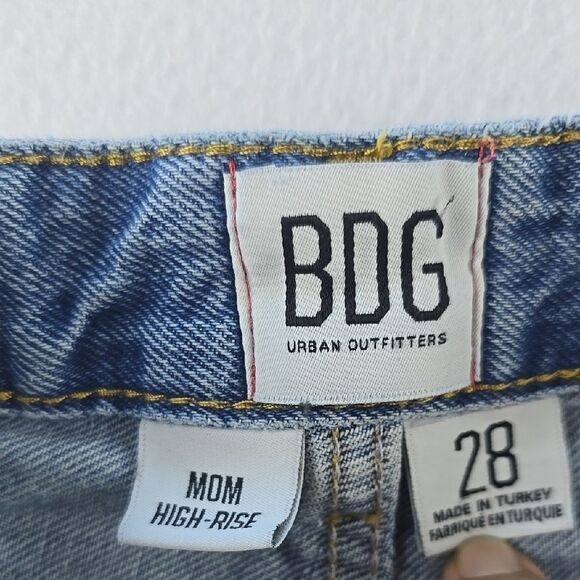 BDG
URBAN OUTFITTERS
MOM
HIGH-RISE
28
MADE IN TURKEY
FABRIQUÉ EN TURQUIE